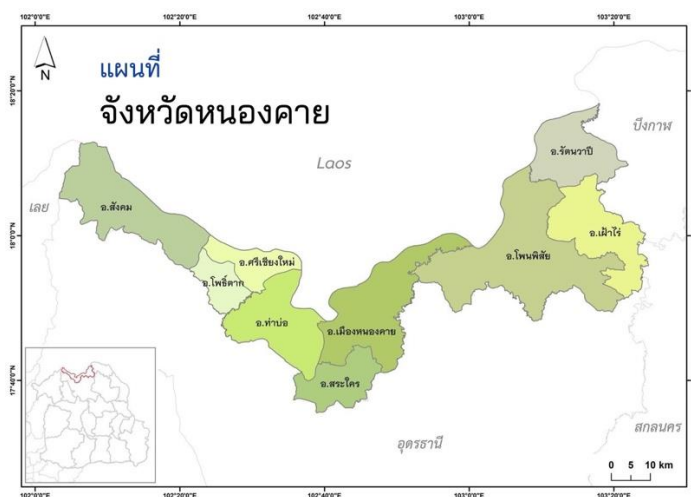 102°0'0"E 102°20'0"E 102°40'0"E 103°0'0"E 103°20'0"E
N
แผนที่
จังหวัดหนองคาย
18°20'0"N
บึงกาฬ
อ.รัตนวาปี
Laos
เลย
อ.สังคม
อ.เฝ้าไร่
18°0'0"N
อ.ศรีเชียงใหม่
อ.โพนพิสัย
อ.โพธิ์ตาก
อ.ท่าบ่อ
อ.เมืองหนองคาย
อ.สระใคร
17°40'0"N
สกลนคร
อุดรธานี
0 5 10 km
102°0'0"E 102°20'0"E 102°40'0"E 103°0'0"E 103°20'0"E